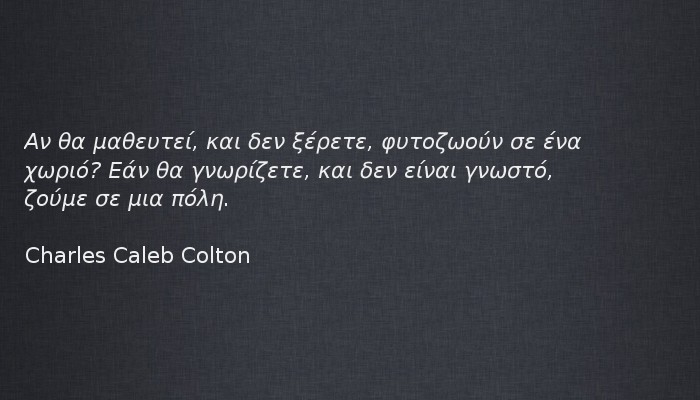 Αν θα μαθευτεί, και δεν ξέρετε, φυτοζωούν σε ένα
χωριό? Εάν θα γνωρίζετε, και δεν είναι γνωστό,
ζούμε σε μια πόλη.
Charles Caleb Colton